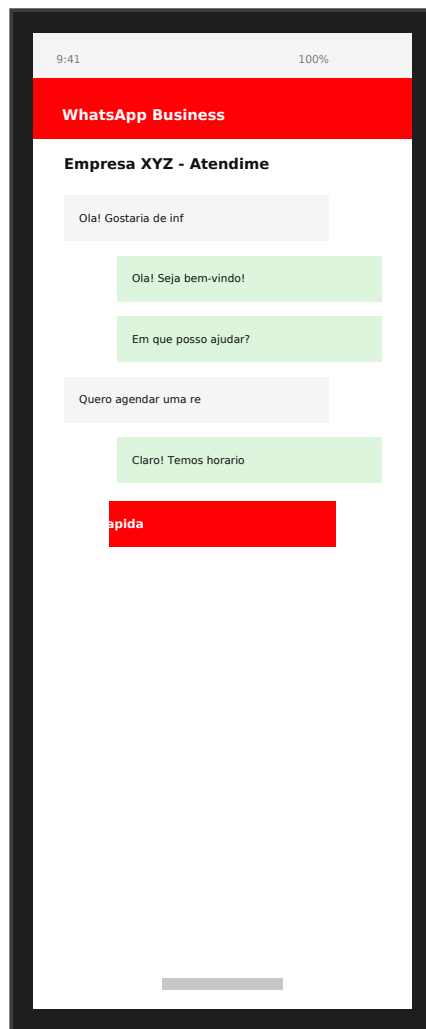 9:41 100%
WhatsApp Business
Empresa XYZ - Atendime
Ola! Gostaria de inf
Ola! Seja bem-vindo!
Em que posso ajudar?
Quero agendar uma re
Claro! Temos horario
apida